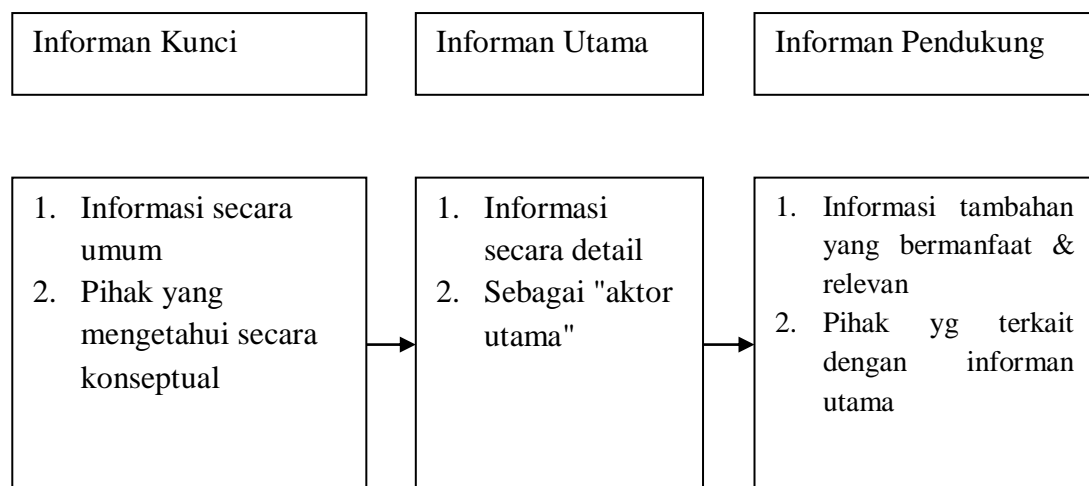 Informan Kunci
Informan Utama
Informan Pendukung
1. Informasi secara
umum
2. Pihak yang
mengetahui secara
konseptual
1. Informasi
secara detail
2. Sebagai "aktor
utama"
1. Informasi tambahan
yang bermanfaat &
relevan
2. Pihak yg terkait
dengan informan
utama